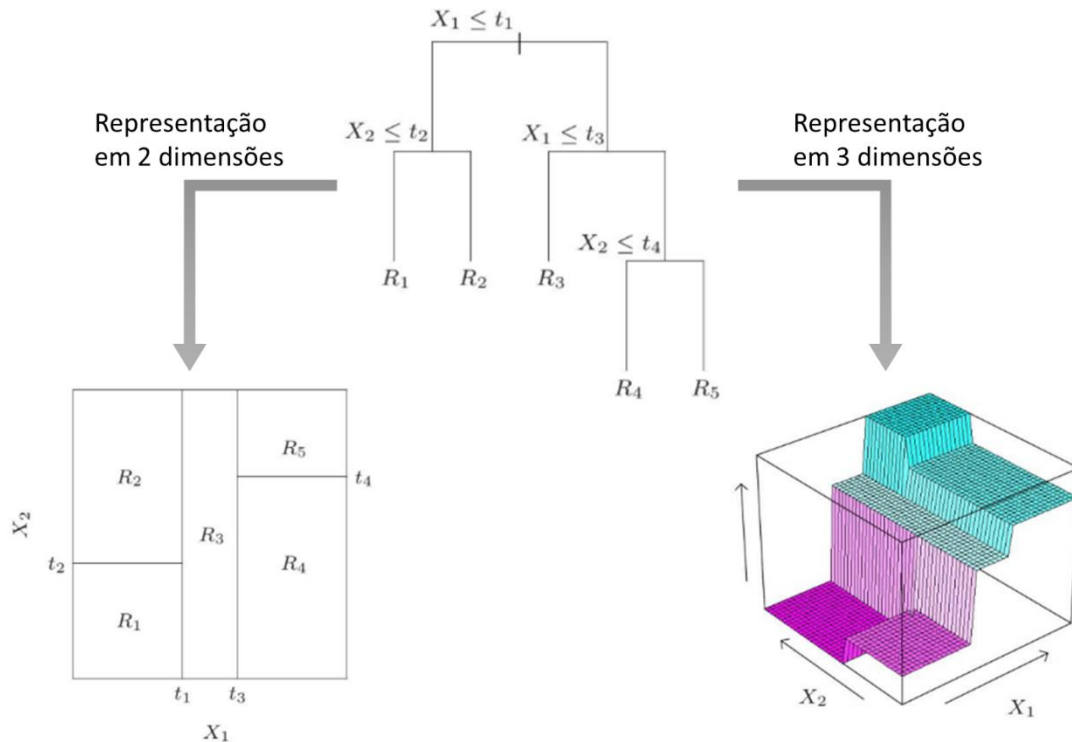 X₁ ≤ t₁
Representação
em 2 dimensões
X₂ ≤ t₂
X₁ ≤ t₃
Representação
em 3 dimensões
X₂ ≤ t₄
R₁ R₂ R₃
R₄ R₅
R₅
R₂
t₄
X₂
R₃
t₂
R₄
R₁
t₁ t₃
X₁
X₂
X₁